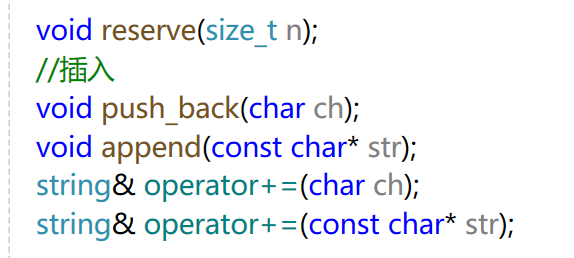 void reserve(size_t n);
//插入
void push_back(char ch);
void append(const char* str);
string& operator+=(char ch);
string& operator+=(const char* str);